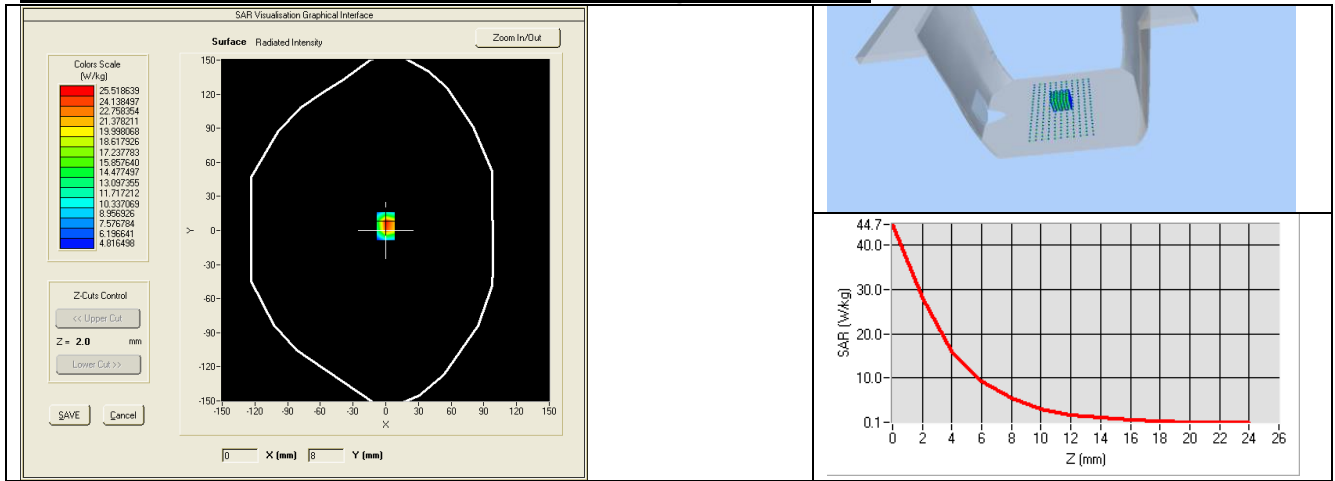 SAR Visualisation Graphical Interface
Surface Radiated Intensity
Zoom In/Out
Colors Scale
(W/kg)
25.518639
24.138497
22.758354
21.378211
19.998068
18.617926
17.237783
15.857640
14.477497
13.097355
11.717212
10.337069
8.956926
7.576784
6.196641
4.816498
Z-Cuts Control
<< Upper Cut
Z = 2.0 mm
Lower Cut >>
SAVE Cancel
150
120
90
60
30
0
-30
-60
-90
-120
-150
Y
-150 -120 -90 -60 -30 0 30 60 90 120 150
X
0 X (mm) 8 Y (mm)
44.7
40.0
30.0
20.0
10.0
0.1
SAR (W/kg)
0 2 4 6 8 10 12 14 16 18 20 22 24 26
Z (mm)